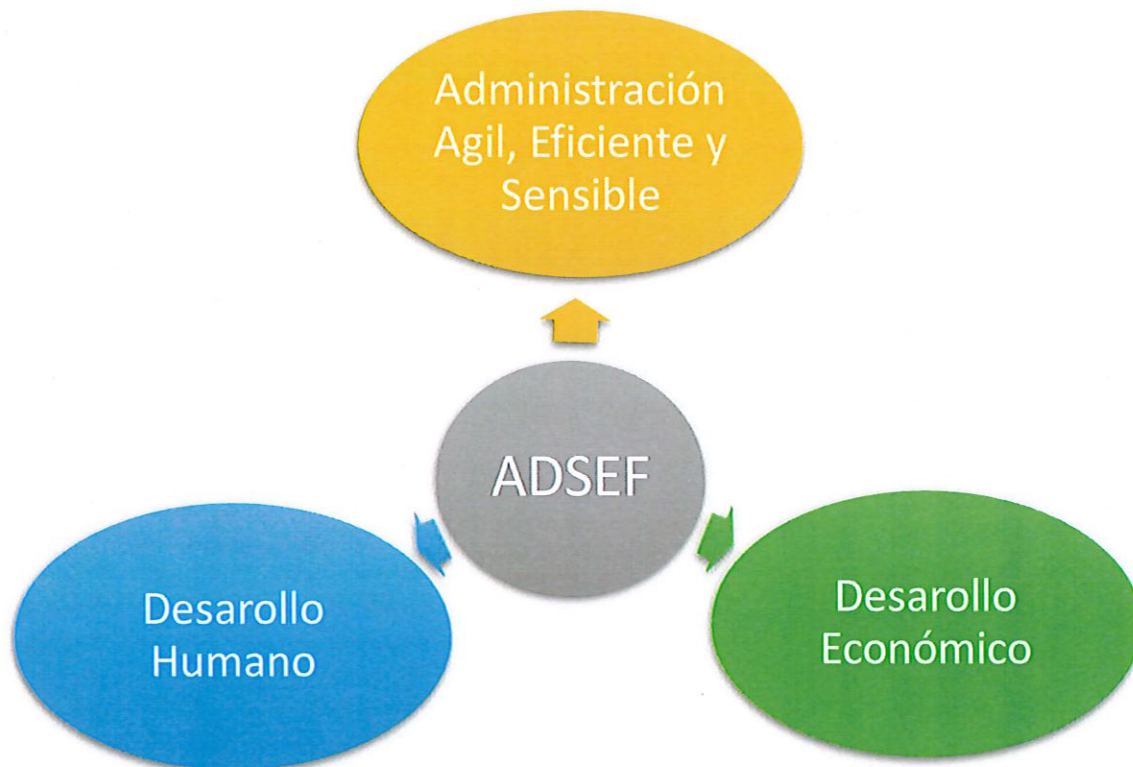 Administración
Agil, Eficiente y
Sensible
ADSEF
Desarollo
Humano
Desarollo
Económico